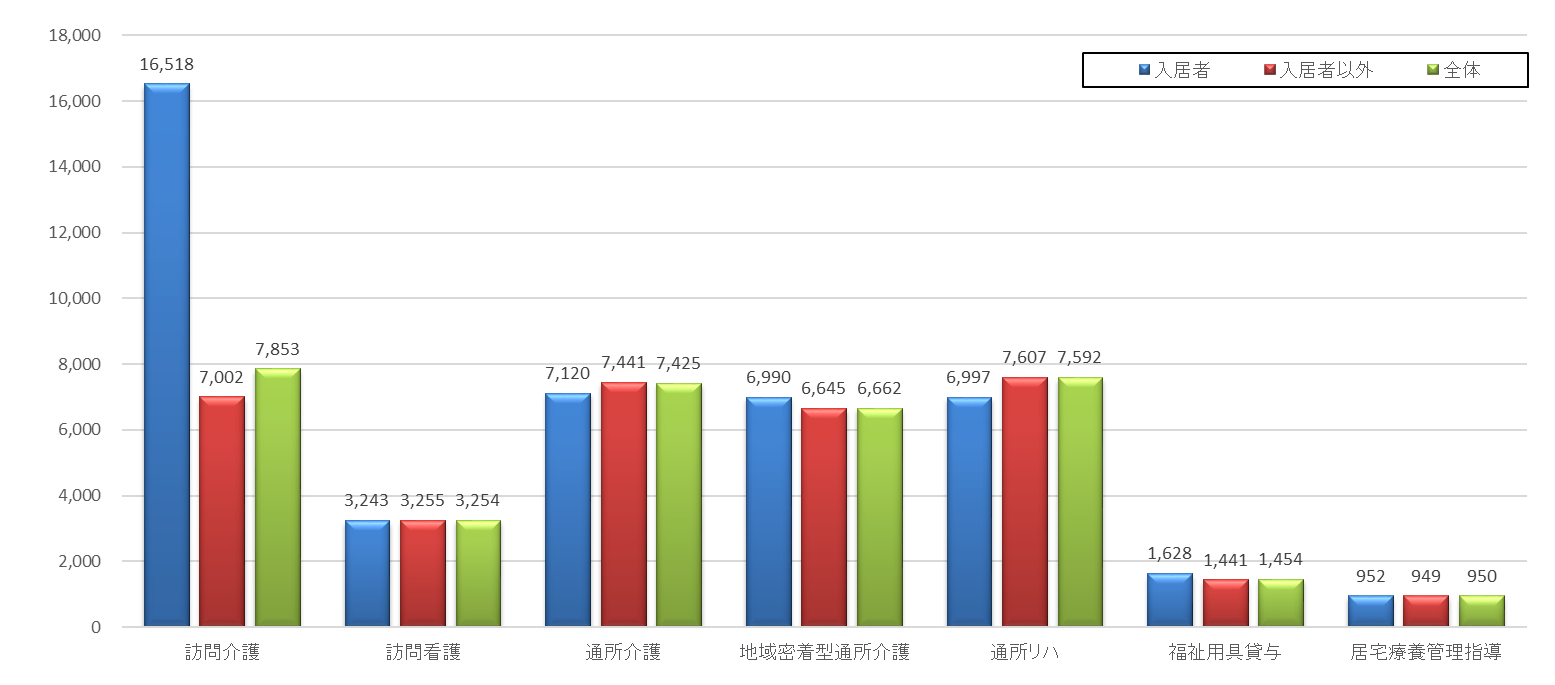 18,000
16,000
14,000
12,000
10,000
8,000
6,000
4,000
2,000
0
入居者 入居者以外 全体
16,518 7,002 7,853
3,243 3,255 3,254
7,120 7,441 7,425
6,990 6,645 6,662
6,997 7,607 7,592
1,628 1,441 1,454
952 949 950
訪問介護 訪問看護 通所介護 地域密着型通所介護 通所リハ 福祉用具貸与 居宅療養管理指導